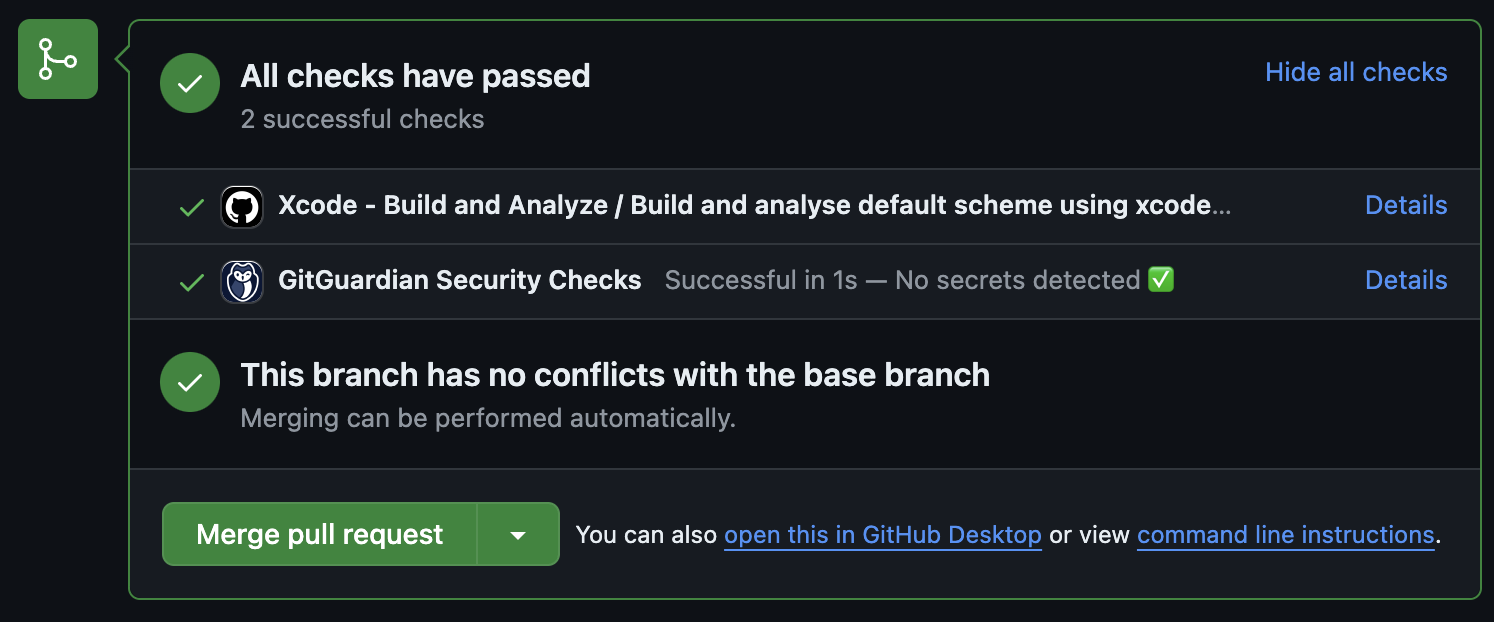 All checks have passed
Hide all checks
2 successful checks
Xcode - Build and Analyze / Build and analyse default scheme using xcode...
Details
GitGuardian Security Checks Successful in 1s — No secrets detected ✅
Details
This branch has no conflicts with the base branch
Merging can be performed automatically.
Merge pull request
You can also open this in GitHub Desktop or view command line instructions.